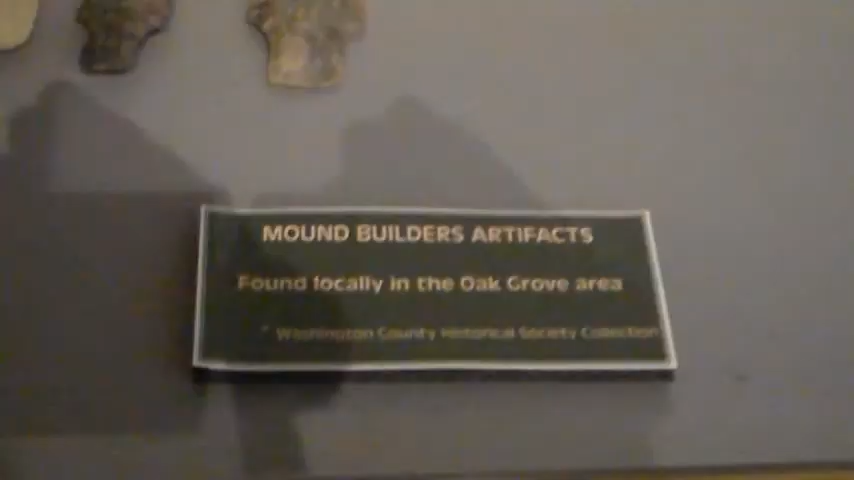 MOUND BUILDERS ARTIFACTS
Found locally in the Oak Grove area
* Washington County Historical Society Collection